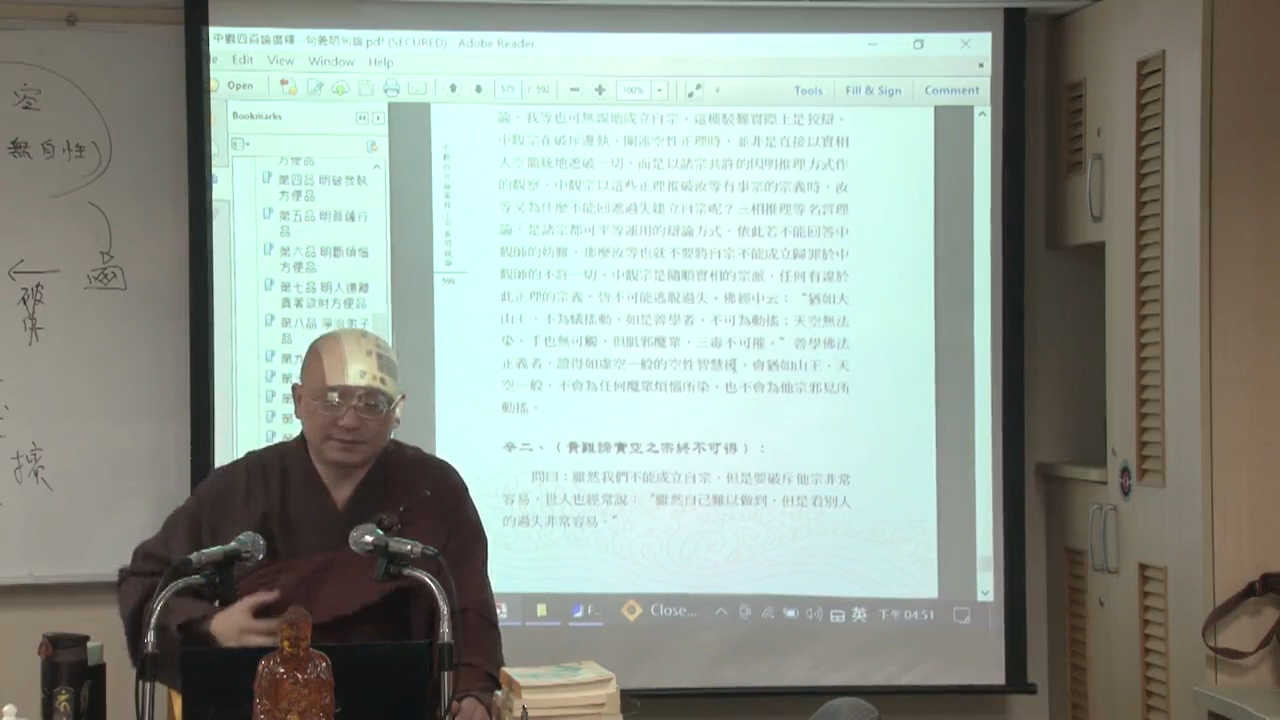 空
無自性)
破
壞
中觀四百論廣釋 句義明句論.pdf (SECURED) - Adobe Reader
Edit View Window Help
Open
575 / 592
100%
Tools Fill & Sign Comment
Bookmarks
方便品
第四品 明破我執
方便品
第五品 明菩薩行
品
第六品 明斷煩惱
方便品
第七品 明人遠離
貪著欲財方便品
第八品 淨治弟子
品
599
論，我等也可無誤地成立自宗。這種駁難實際上是狡辯。
中觀宗在破斥邊執、闡述空性正理時，並非是直接以實相
大空籠統地遮破一切，而是以諸宗共許的因明推理方式作
的觀察。中觀宗以這些正理推破汝等有事宗的宗義時，汝
等又為什麼不能回遮過失建立自宗呢？三相推理等名言理
論，是諸宗都可平等運用的辯論方式，依此若不能回答中
觀師的妨難，那麼汝等也就不要將自宗不能成立歸罪於中
觀師的不許一切。中觀宗是隨順實相的宗派，任何有違於
此正理的宗義，皆不可能逃脫過失，佛經中云：“猶如大
山王，不為蟻搖動，如是善學者，不可為動搖；天空無法
染，手也無可觸，但肌邪魔眾，三毒不可摧。”善學佛法
正義者，證得如虛空一般的空性智慧後，會猶如山王、天
空一般，不會為任何魔眾煩惱所染，也不會為他宗邪見所
動搖。
辛二、（責難諦實空之宗終不可得）：
問曰：雖然我們不能成立自宗，但是要破斥他宗非常
容易，世人也經常說：“雖然自己難以做到，但是看別人
的過失非常容易。”
Close...
英
下午 04:51